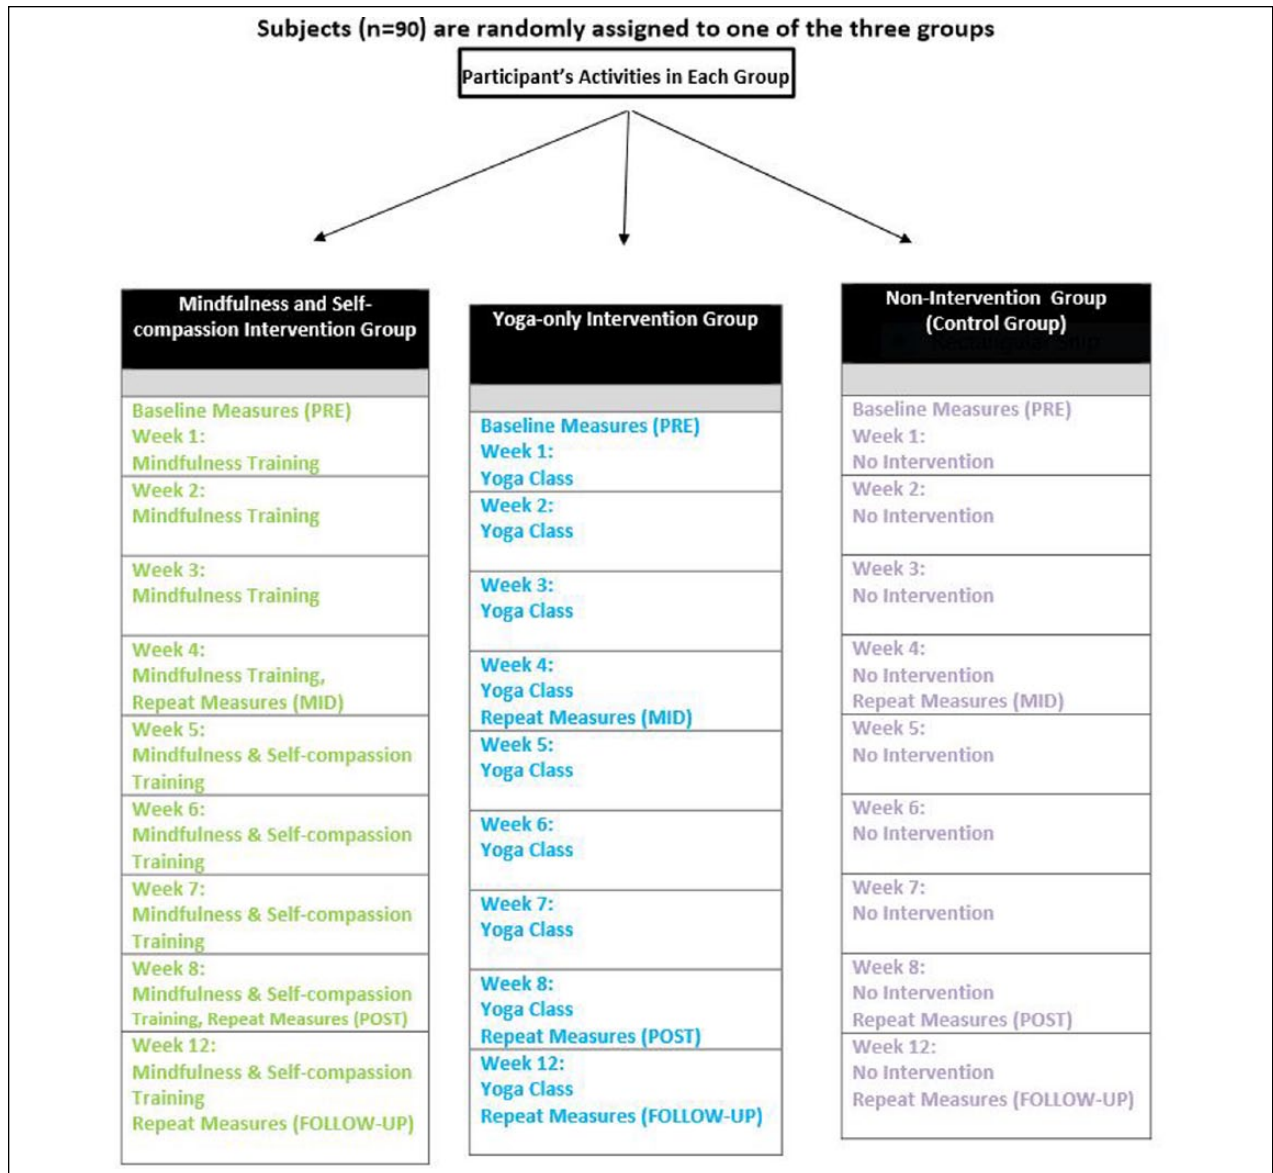 Subjects (n=90) are randomly assigned to one of the three groups
Participant's Activities in Each Group
Mindfulness and Self-
compassion Intervention Group
Baseline Measures (PRE)
Week 1:
Mindfulness Training
Week 2:
Mindfulness Training
Week 3:
Mindfulness Training
Week 4:
Mindfulness Training,
Repeat Measures (MID)
Week 5:
Mindfulness & Self-compassion
Training
Week 6:
Mindfulness & Self-compassion
Training
Week 7:
Mindfulness & Self-compassion
Training
Week 8:
Mindfulness & Self-compassion
Training, Repeat Measures (POST)
Week 12:
Mindfulness & Self-compassion
Training
Repeat Measures (FOLLOW-UP)
Yoga-only Intervention Group
Baseline Measures (PRE)
Week 1:
Yoga Class
Week 2:
Yoga Class
Week 3:
Yoga Class
Week 4:
Yoga Class
Repeat Measures (MID)
Week 5:
Yoga Class
Week 6:
Yoga Class
Week 7:
Yoga Class
Week 8:
Yoga Class
Repeat Measures (POST)
Week 12:
Yoga Class
Repeat Measures (FOLLOW-UP)
Non-Intervention Group
(Control Group)
Baseline Measures (PRE)
Week 1:
No Intervention
Week 2:
No Intervention
Week 3:
No Intervention
Week 4:
No Intervention
Repeat Measures (MID)
Week 5:
No Intervention
Week 6:
No Intervention
Week 7:
No Intervention
Week 8:
No Intervention
Repeat Measures (POST)
Week 12:
No Intervention
Repeat Measures (FOLLOW-UP)